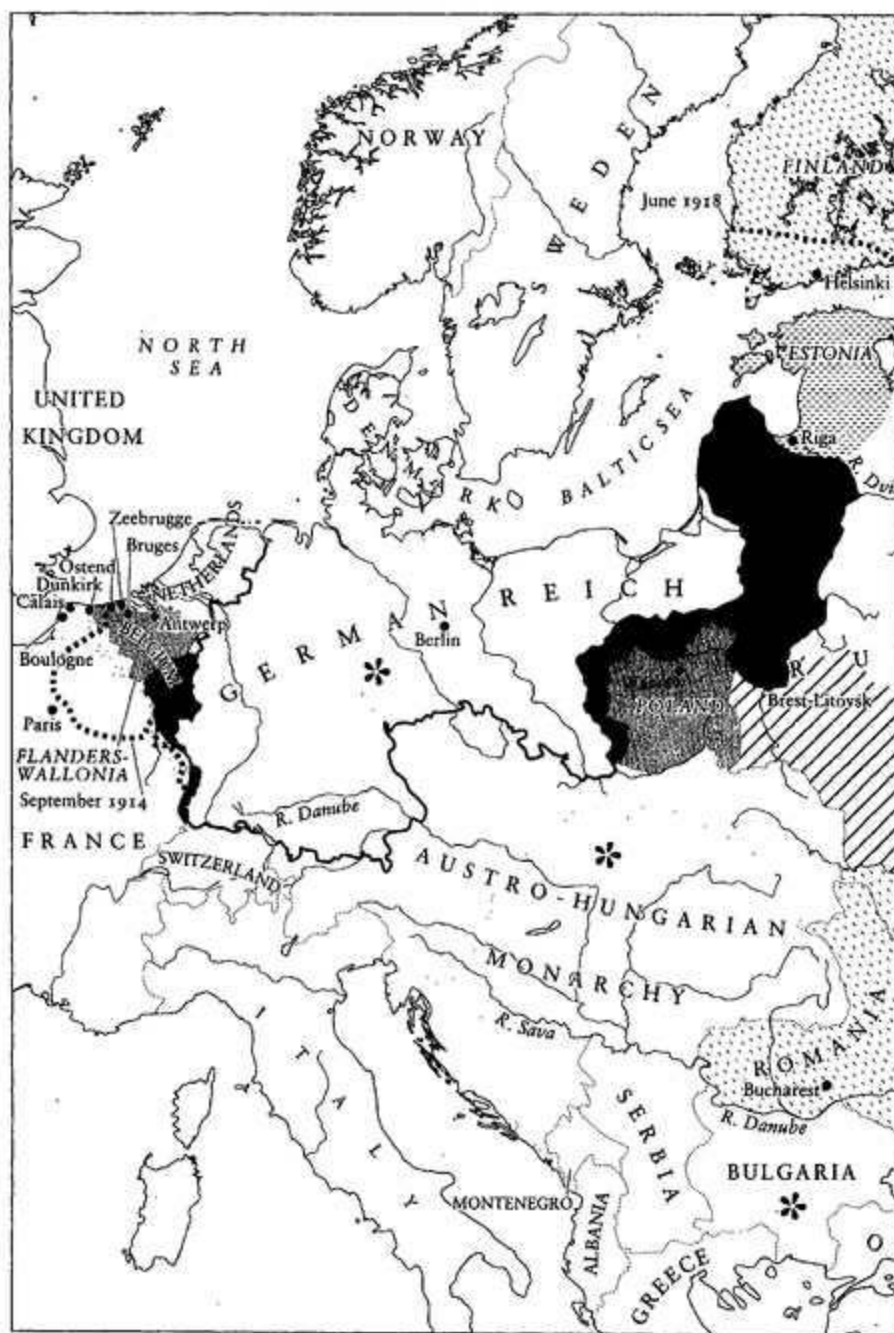 NORWAY
SWEDEN
FINLAND
June 1918
Helsinki
NORTH
SEA
ESTONIA
UNITED
KINGDOM
DENMARK
BALTIC SEA
Riga
R. Dvi
Zeebrugge
Bruges
NETHERLANDS
Ostend
Dunkirk
Calais
Antwerp
BELGIUM
GERMAN REICH
Berlin
Boulogne
RU
Brest-Litovsk
POLAND
Paris
FLANDERS-
WALLONIA
September 1914
R. Danube
FRANCE
SWITZERLAND
AUSTRO-HUNGARIAN
MONARCHY
R. Sava
ITALY
ROMANIA
Bucharest
R. Danube
SERBIA
BULGARIA
MONTENEGRO
ALBANIA
GREECE
O